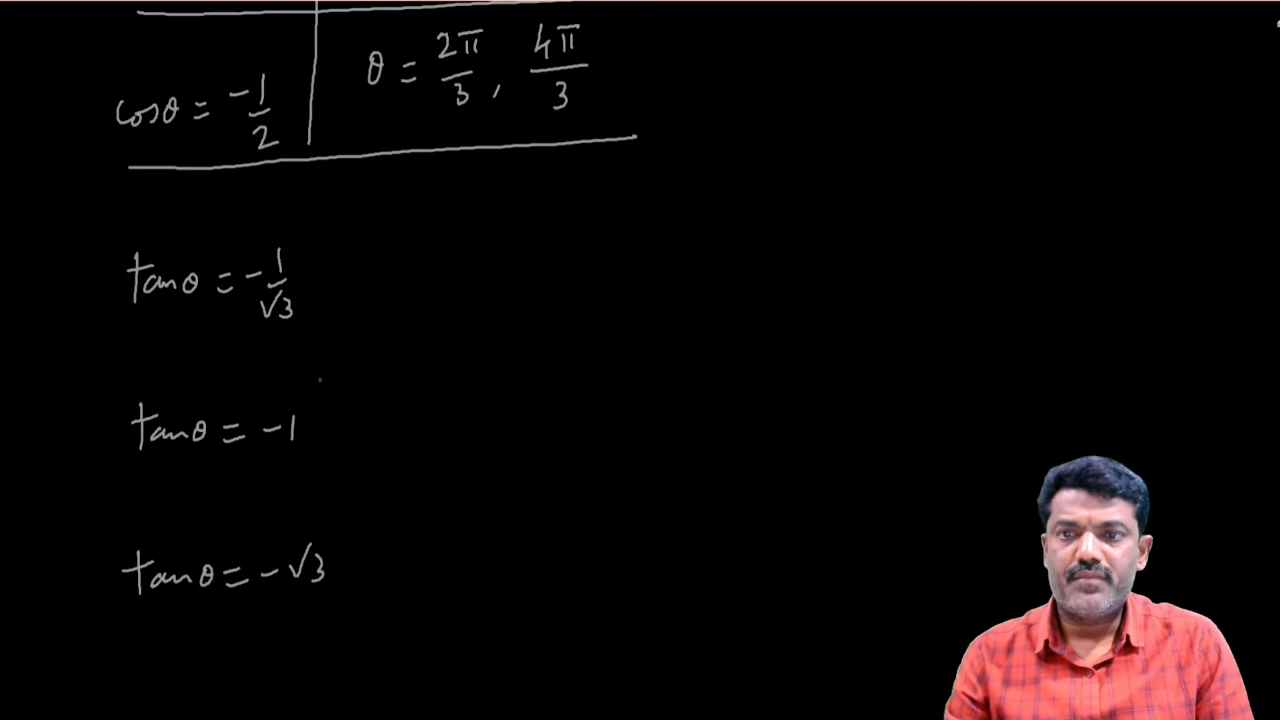 cosθ = -1/2 θ = 2π/3, 4π/3
tanθ = -1/√3
tanθ = -1
tanθ = -√3